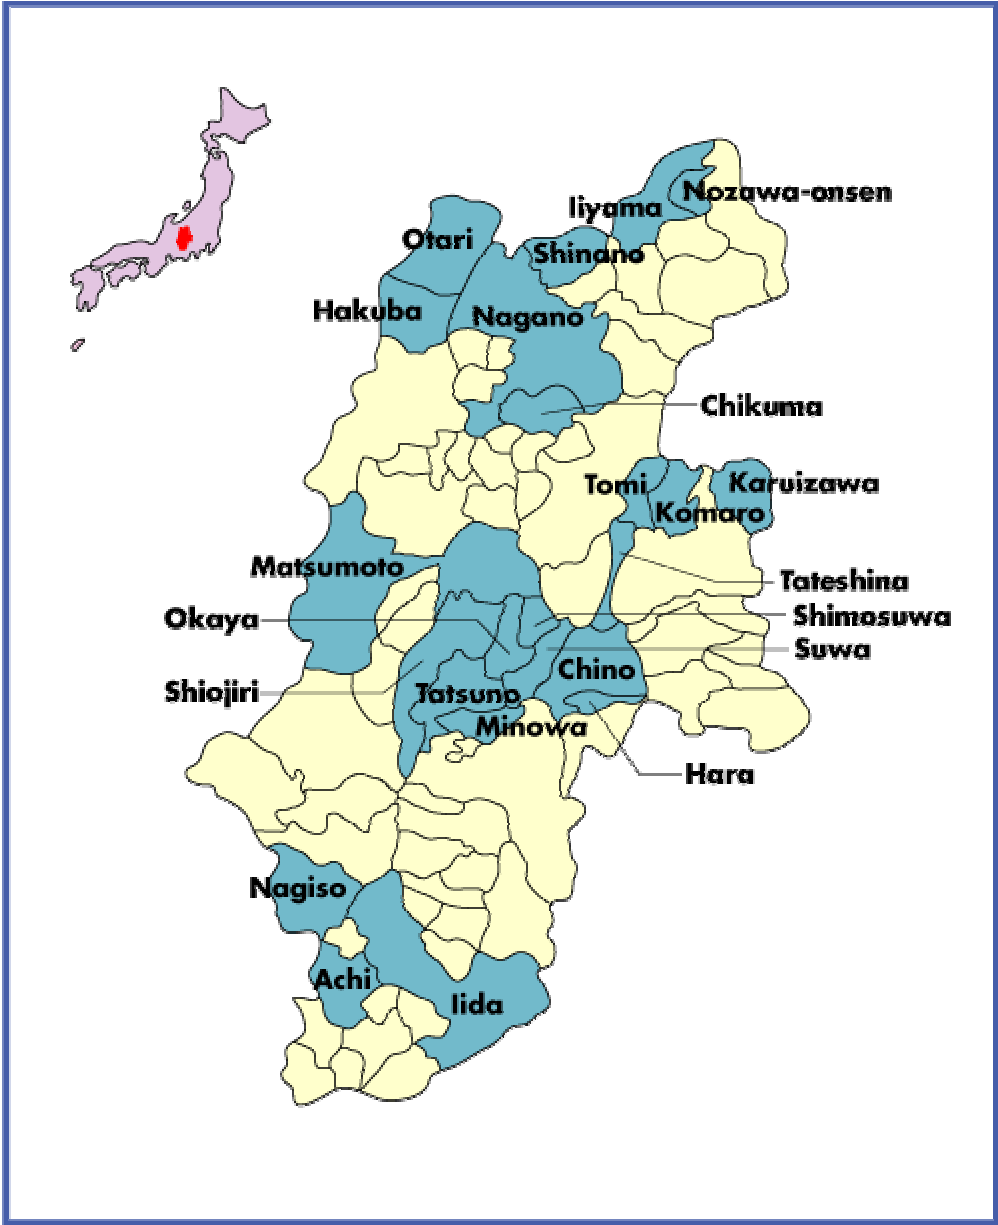 Nozawa-onsen
Iiyama
Otari
Shinano
Hakuba
Nagano
Chikuma
Tomi
Karuizawa
Komaro
Matsumoto
Tateshina
Okaya
Shimosuwa
Suwa
Chino
Shiojiri
Tatsuno
Minowa
Hara
Nagiso
Achi
Iida